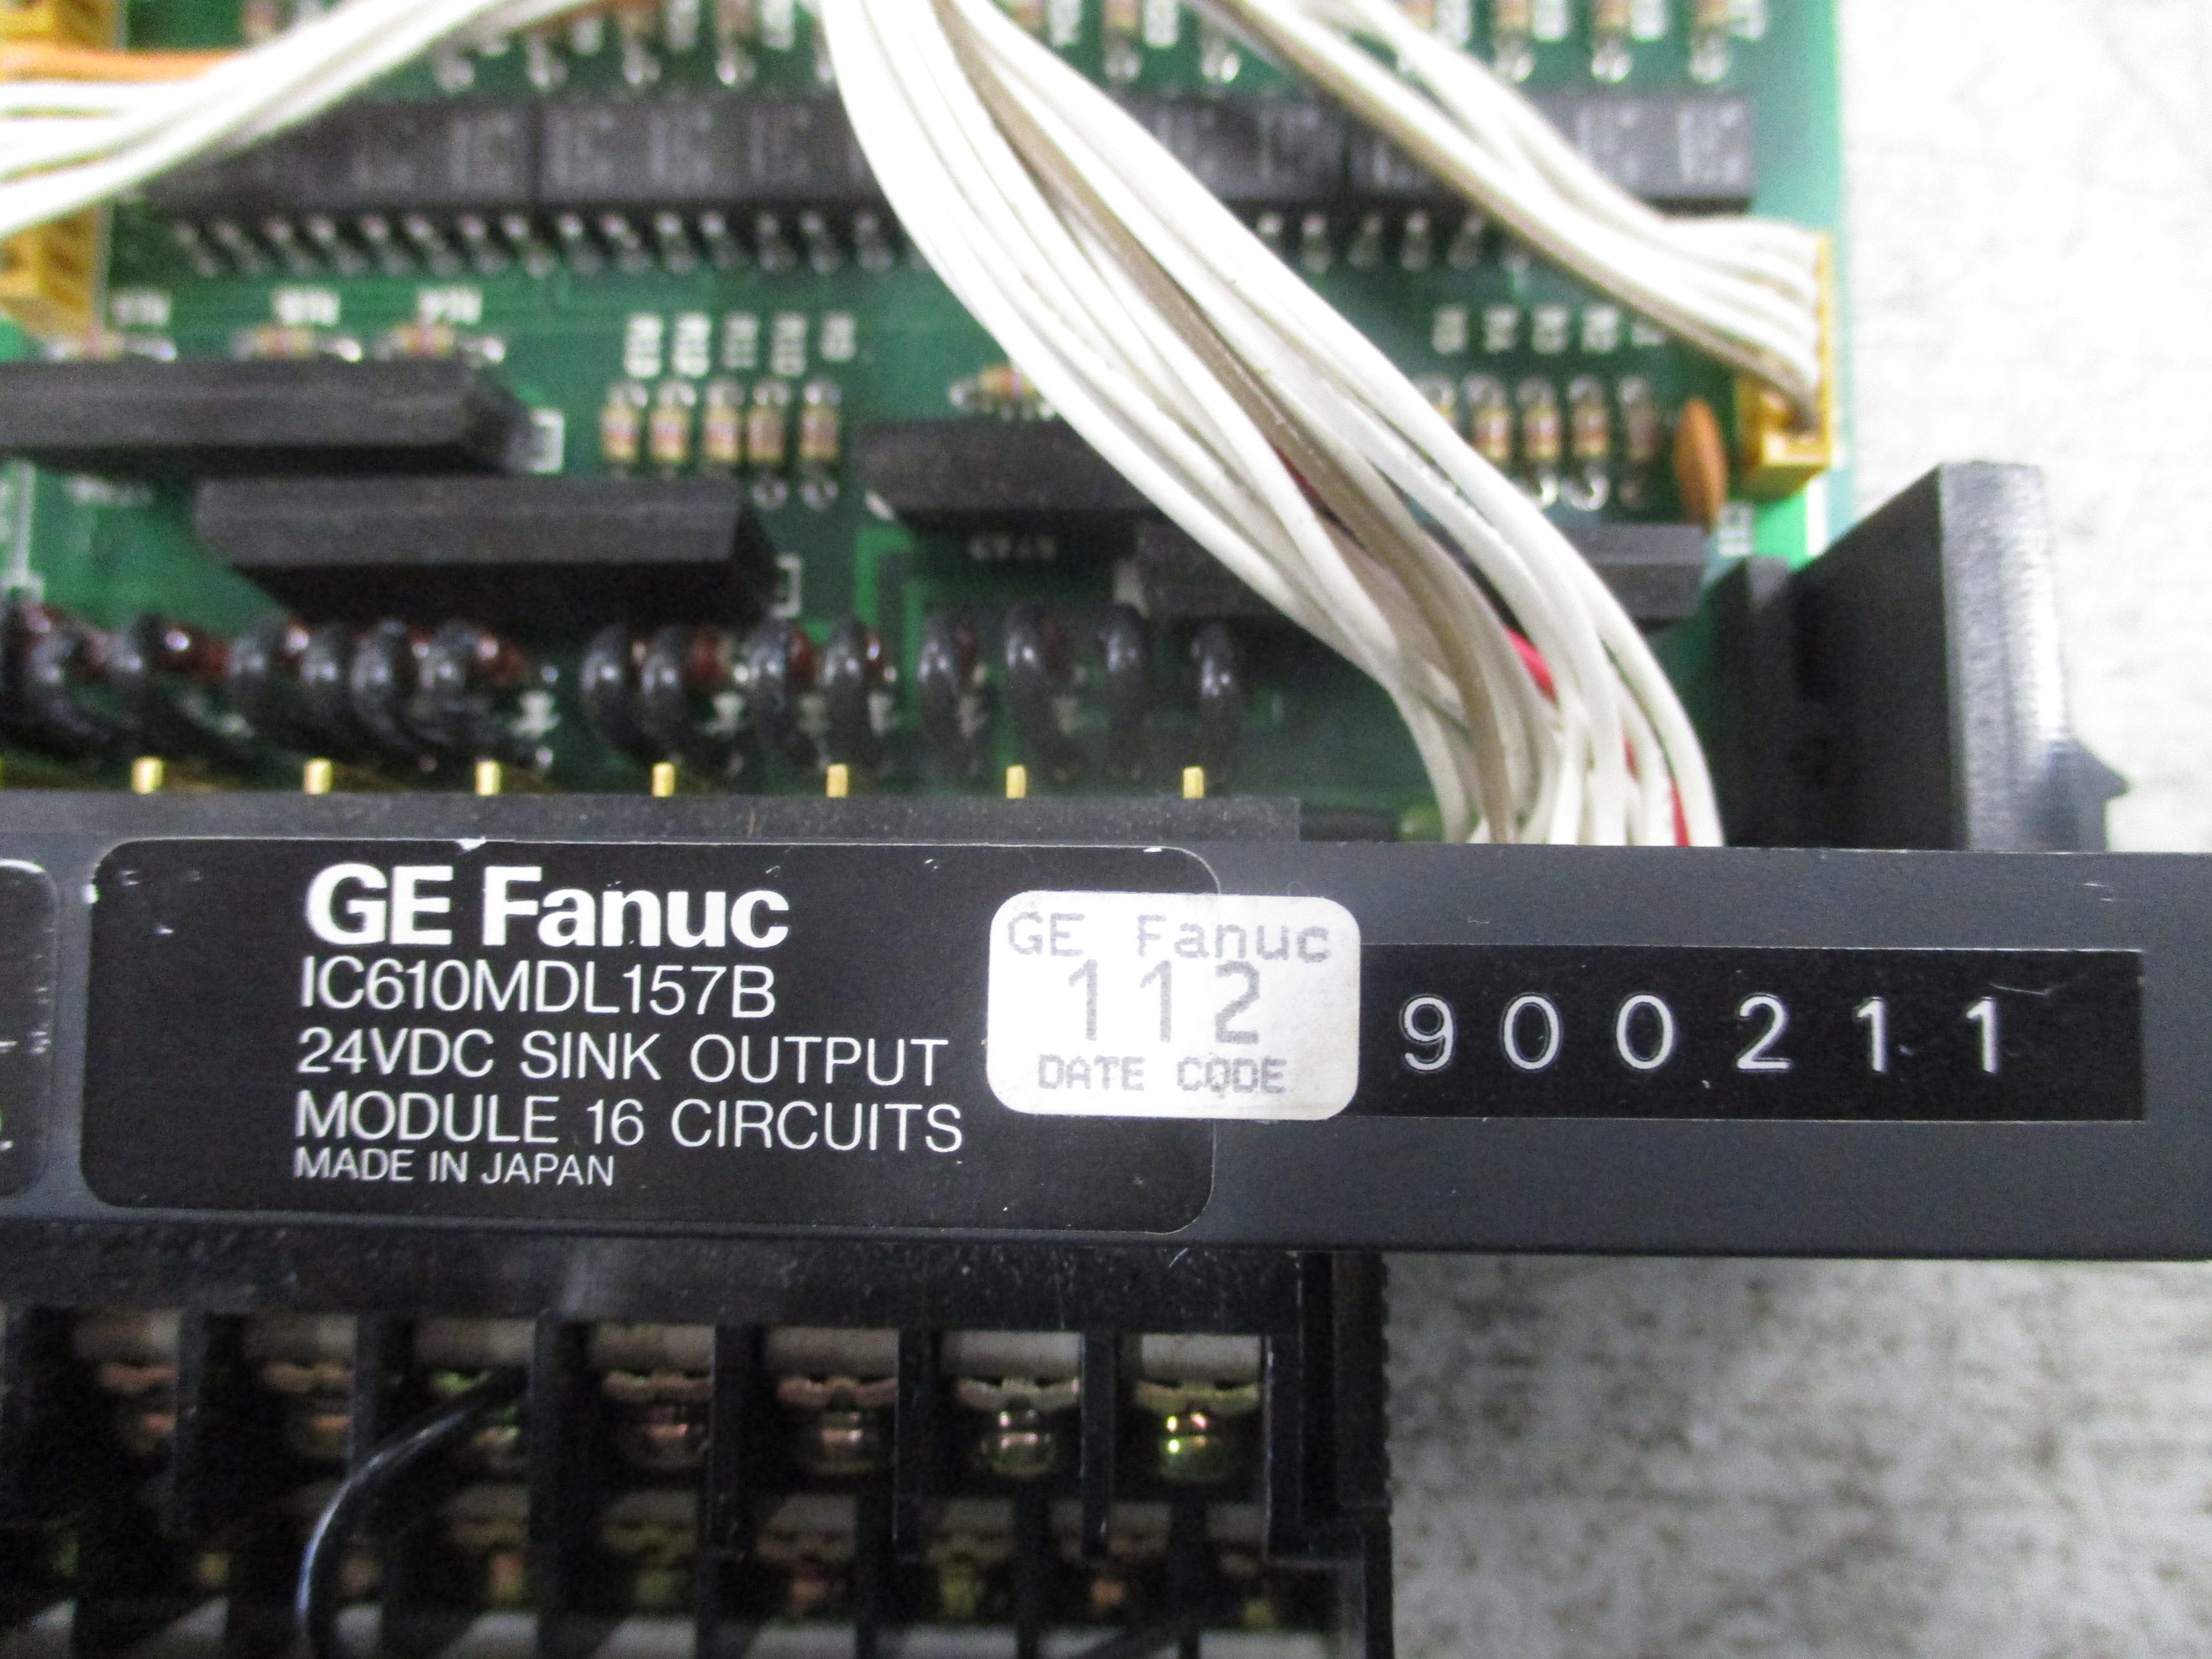 GE Fanuc
IC610MDL157B
24VDC SINK OUTPUT
MODULE 16 CIRCUITS
MADE IN JAPAN
GE Fanuc
112
DATE CODE
900211